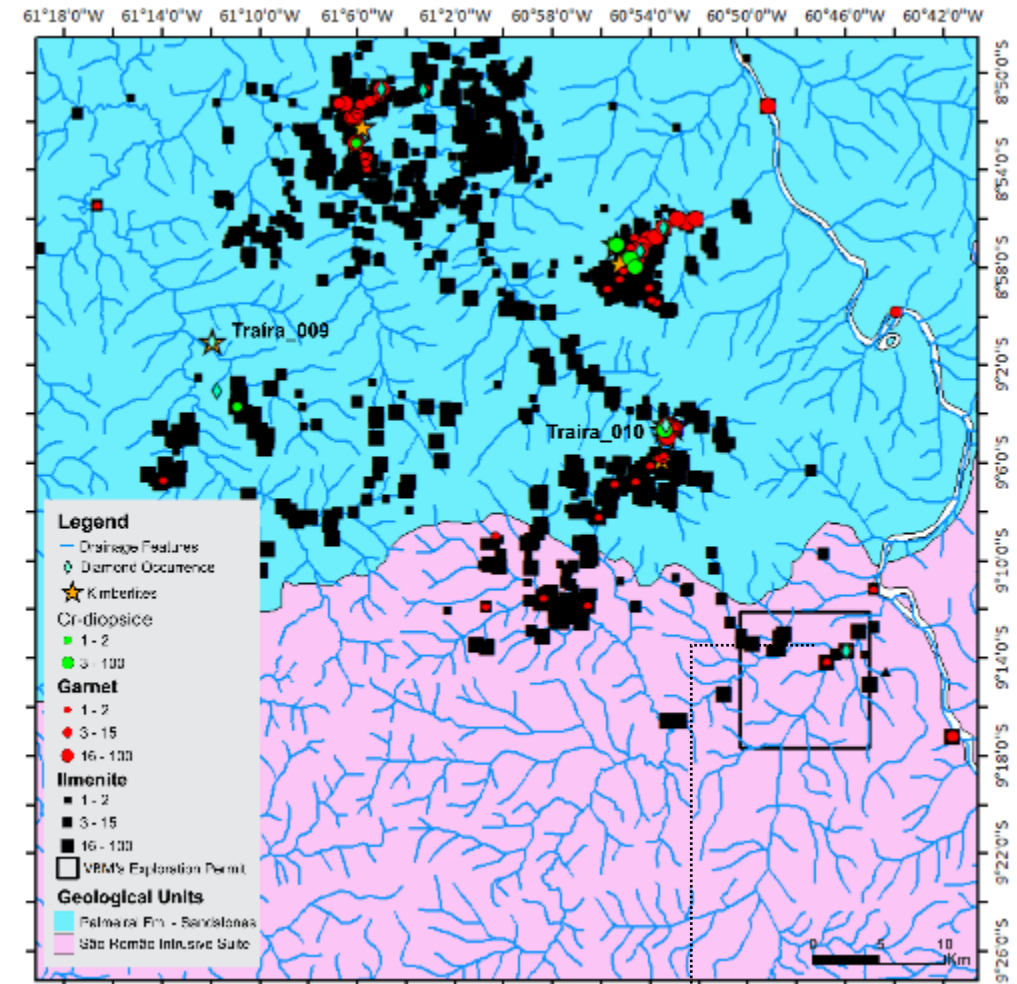 61°18'0"W 61°14'0"W 61°10'0"W 61°6'0"W 61°2'0"W 60°58'0"W 60°54'0"W 60°50'0"W 60°46'0"W 60°42'0"W
8°50'0"S
8°54'0"S
8°58'0"S
9°2'0"S
9°6'0"S
9°10'0"S
9°14'0"S
9°18'0"S
9°22'0"S
9°26'0"S
Traíra_009
Traíra_010
Legend
Drainage Features
Diamond Occurrence
Kimberlites
Cr-diopside
1 - 2
3 - 100
Garnet
1 - 2
3 - 15
16 - 100
Ilmenite
1 - 2
3 - 15
16 - 100
VBM's Exploration Permit
Geological Units
Palmeiral Fm. - Sandstones
São Romão Intrusive Suite
0 5 10
Km